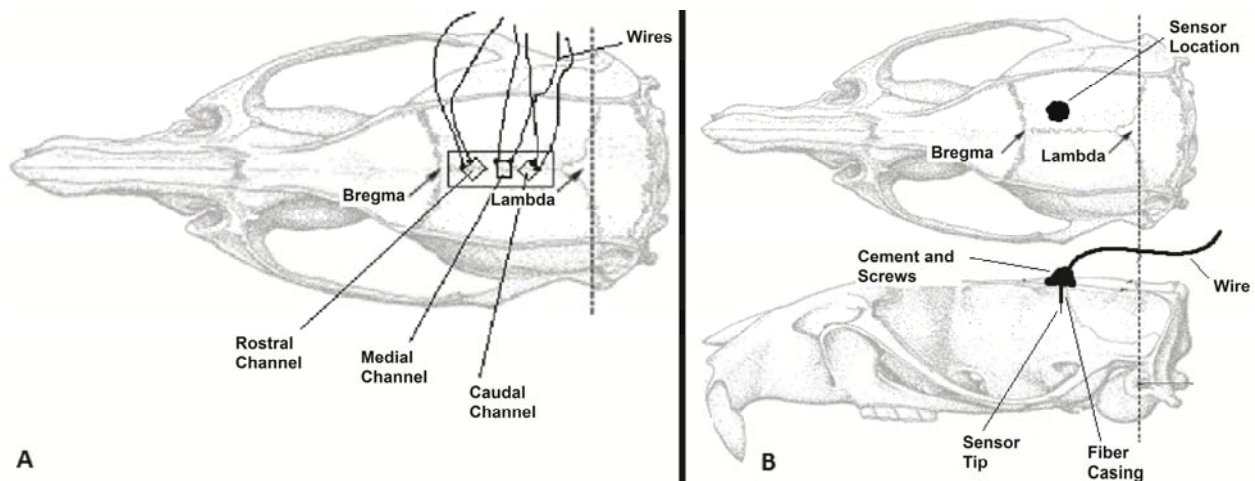 Wires
Bregma
Lambda
Rostral
Channel
Medial
Channel
Caudal
Channel
A
Sensor
Location
Bregma
Lambda
Cement and
Screws
Wire
Sensor
Tip
Fiber
Casing
B